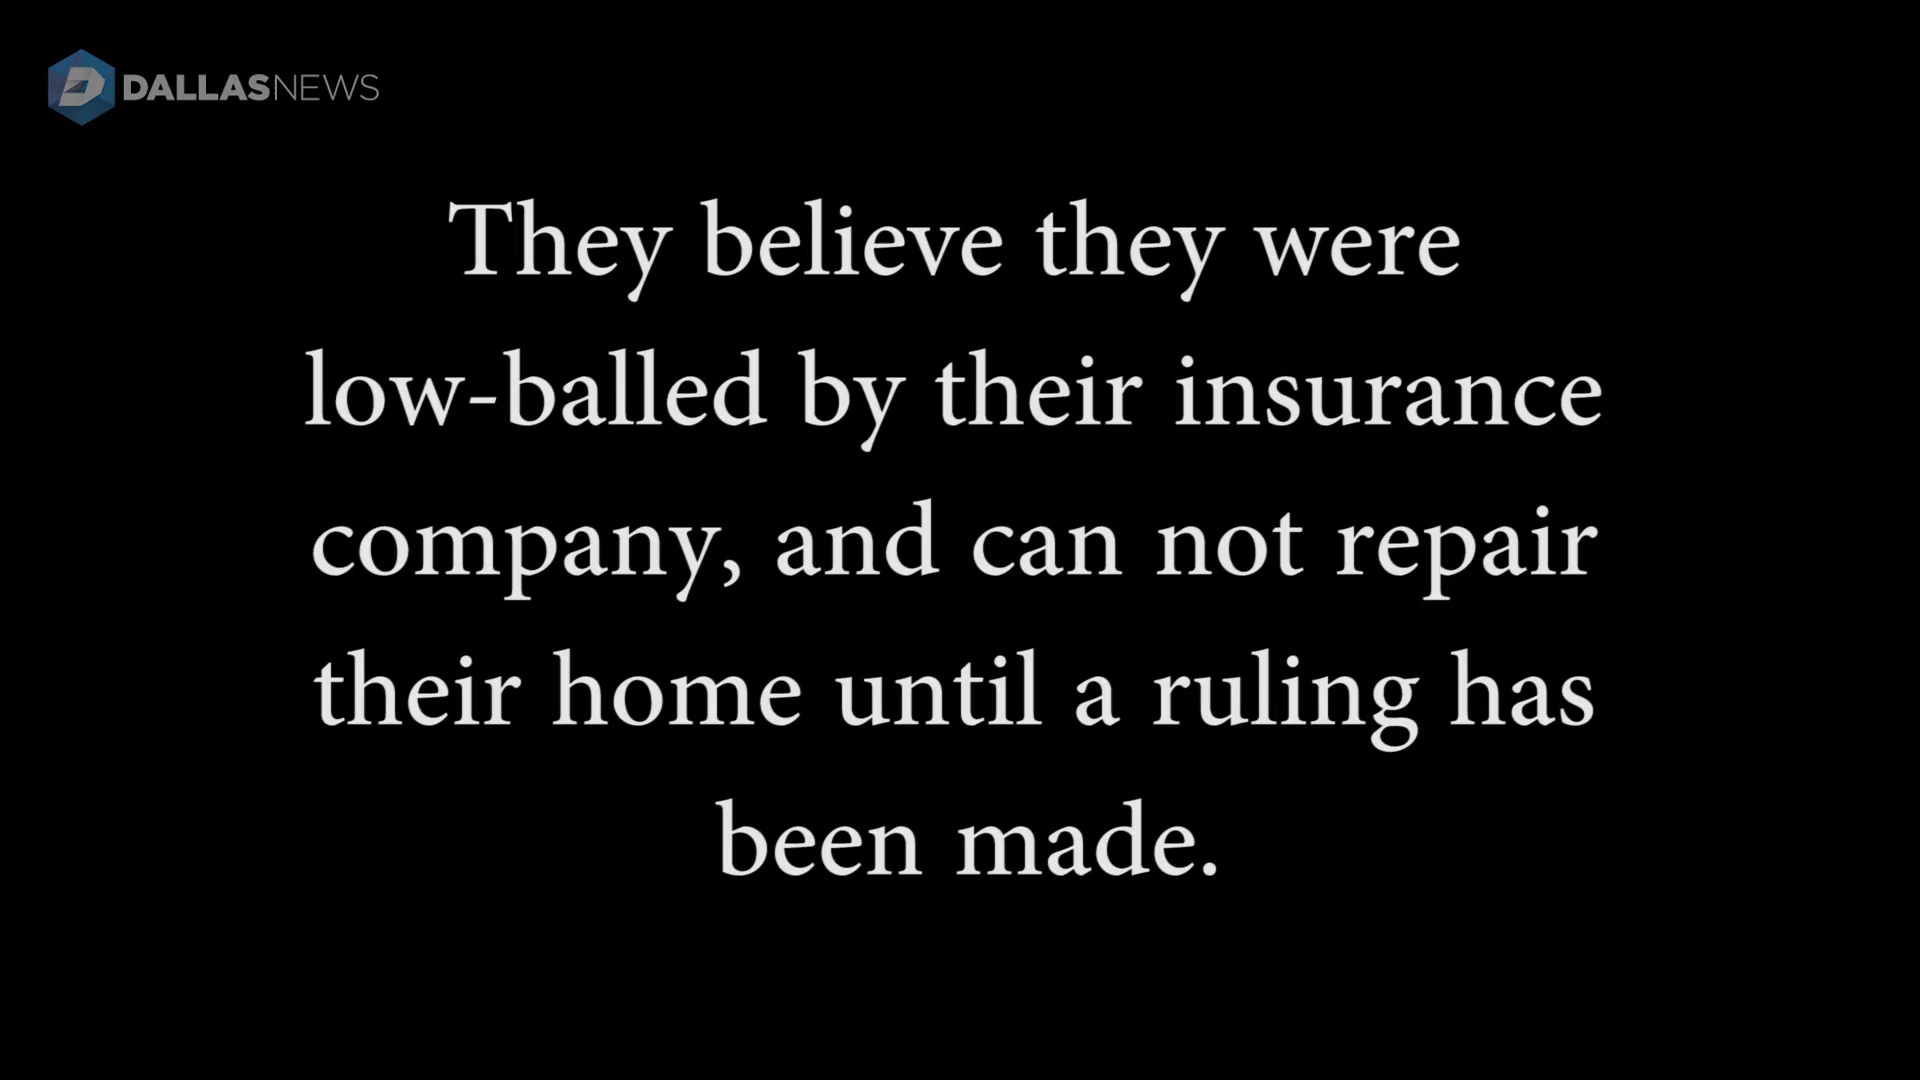 DALLASNEWS
They believe they were
low-balled by their insurance
company, and can not repair
their home until a ruling has
been made.